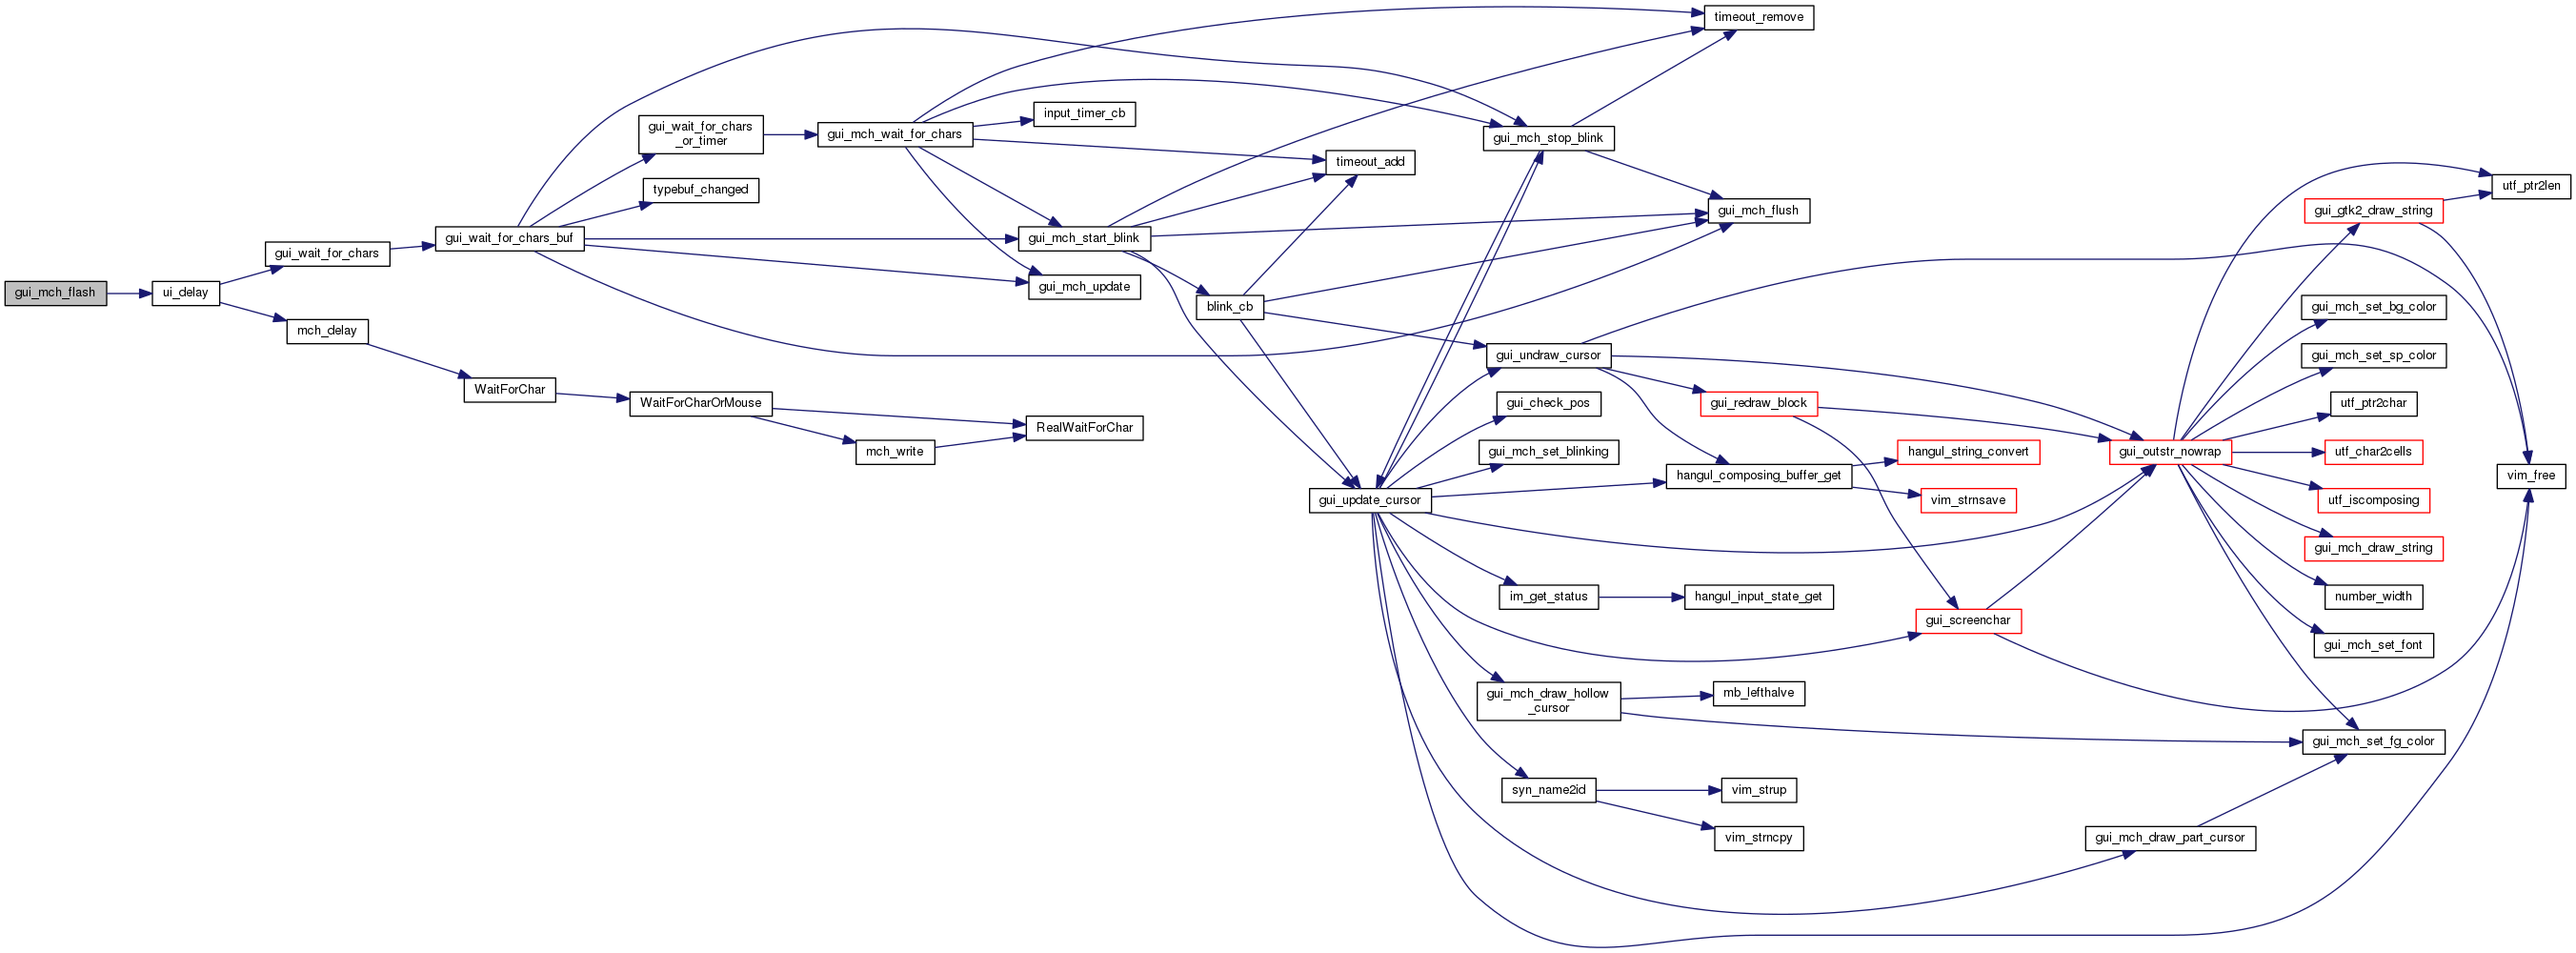 gui_mch_flash
ui_delay
gui_wait_for_chars
mch_delay
gui_wait_for_chars_buf
WaitForChar
gui_wait_for_chars
_or_timer
typebuf_changed
WaitForCharOrMouse
gui_mch_wait_for_chars
mch_write
input_timer_cb
gui_mch_start_blink
gui_mch_update
RealWaitForChar
blink_cb
timeout_add
gui_update_cursor
timeout_remove
gui_mch_stop_blink
gui_mch_flush
gui_undraw_cursor
gui_check_pos
gui_mch_set_blinking
gui_redraw_block
hangul_composing_buffer_get
im_get_status
hangul_input_state_get
gui_mch_draw_hollow
_cursor
mb_lefthalve
syn_name2id
vim_strup
vim_strncpy
hangul_string_convert
vim_strnsave
gui_screenchar
gui_outstr_nowrap
gui_mch_draw_part_cursor
utf_ptr2len
gui_gtk2_draw_string
gui_mch_set_bg_color
gui_mch_set_sp_color
utf_ptr2char
utf_char2cells
utf_iscomposing
gui_mch_draw_string
number_width
gui_mch_set_font
gui_mch_set_fg_color
vim_free